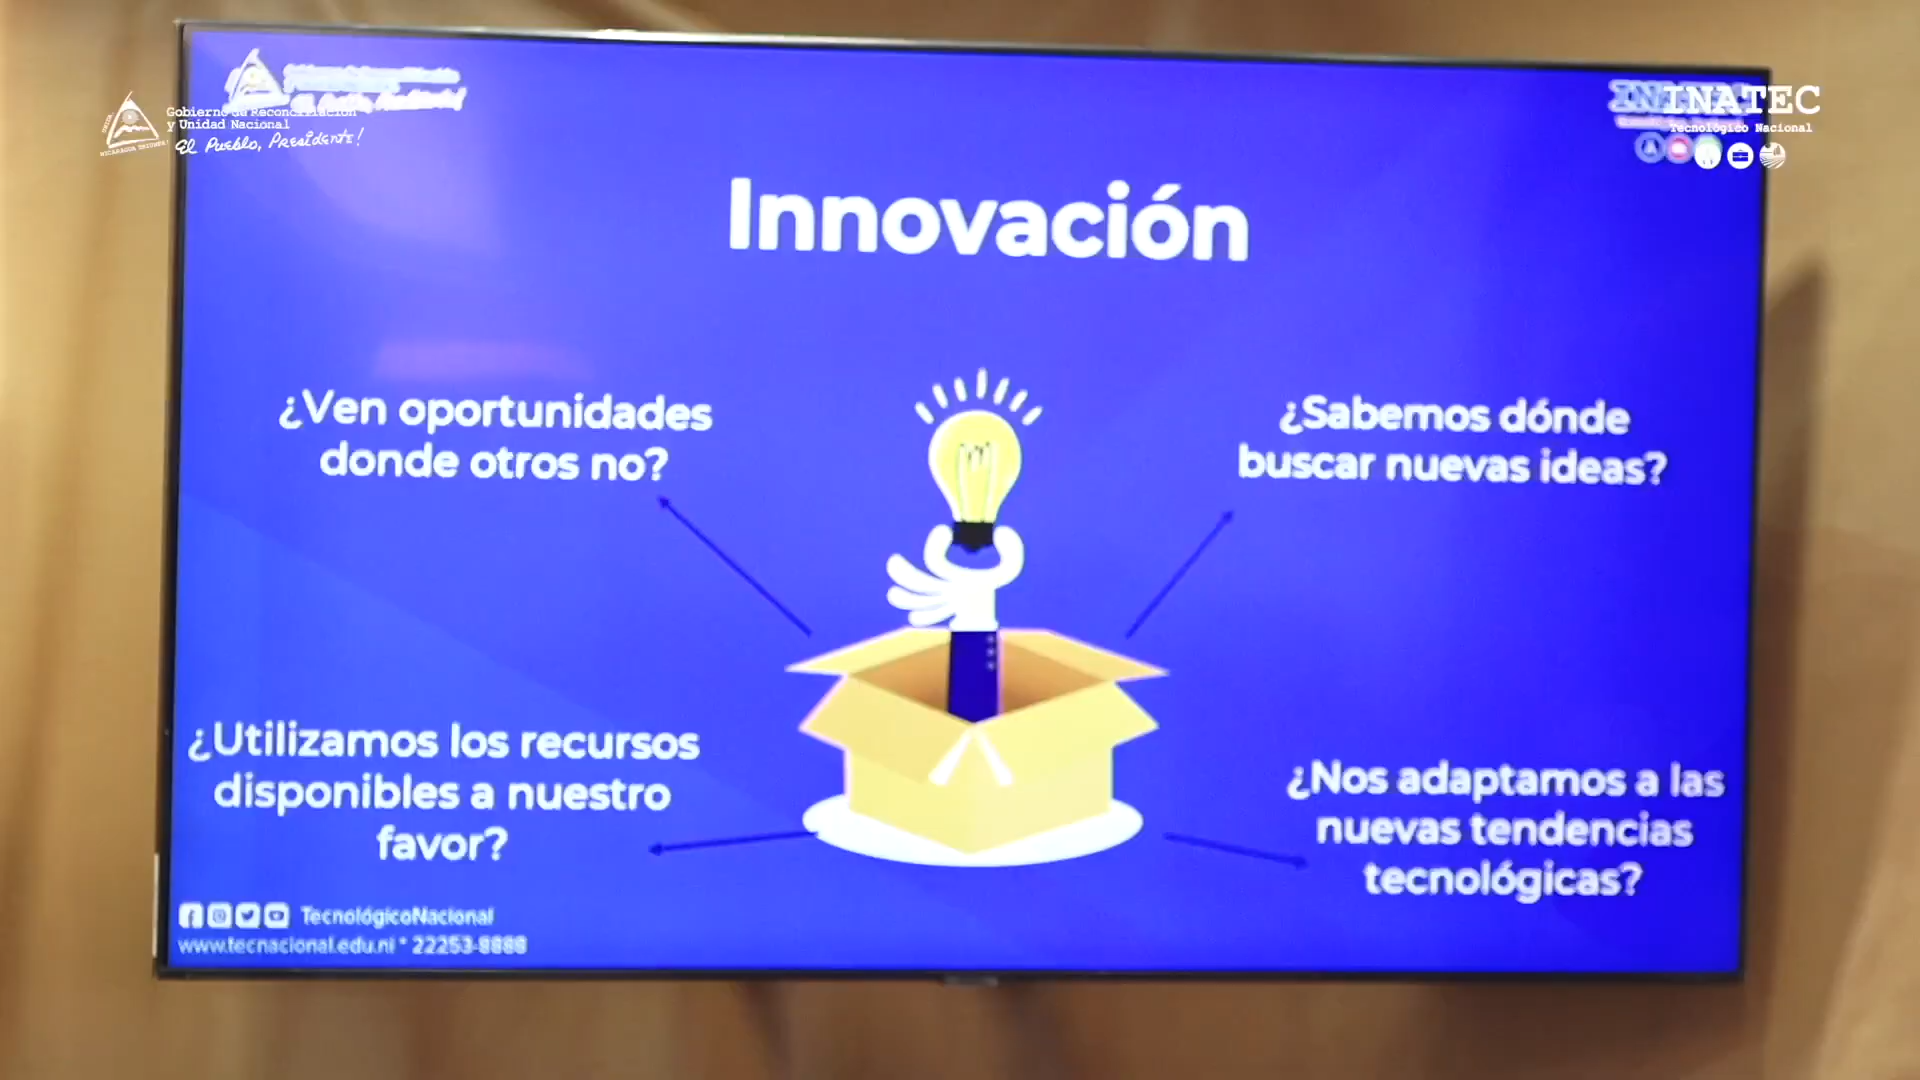 Gobierno de Reconciliación
y Unidad Nacional
El Pueblo, Presidente!
INATEC
Tecnológico Nacional
Innovación
¿Ven oportunidades
donde otros no?
¿Sabemos dónde
buscar nuevas ideas?
¿Utilizamos los recursos
disponibles a nuestro
favor?
¿Nos adaptamos a las
nuevas tendencias
tecnológicas?
TecnológicoNacional
www.tecnacional.edu.ni * 22253-8888